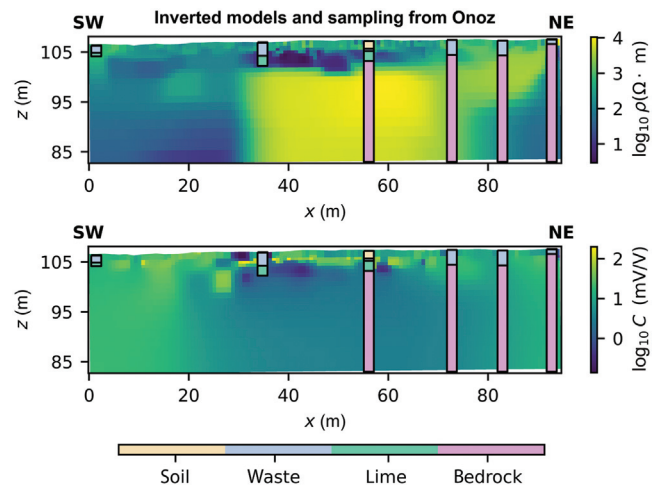 Inverted models and sampling from Onoz
SW NE
105
95
85
z (m)
0 20 40 60 80
x (m)
4
3
2
1
log10 ρ(Ω · m)
SW NE
105
95
85
z (m)
0 20 40 60 80
x (m)
2
1
0
log10 C (mV/V)
Soil Waste Lime Bedrock